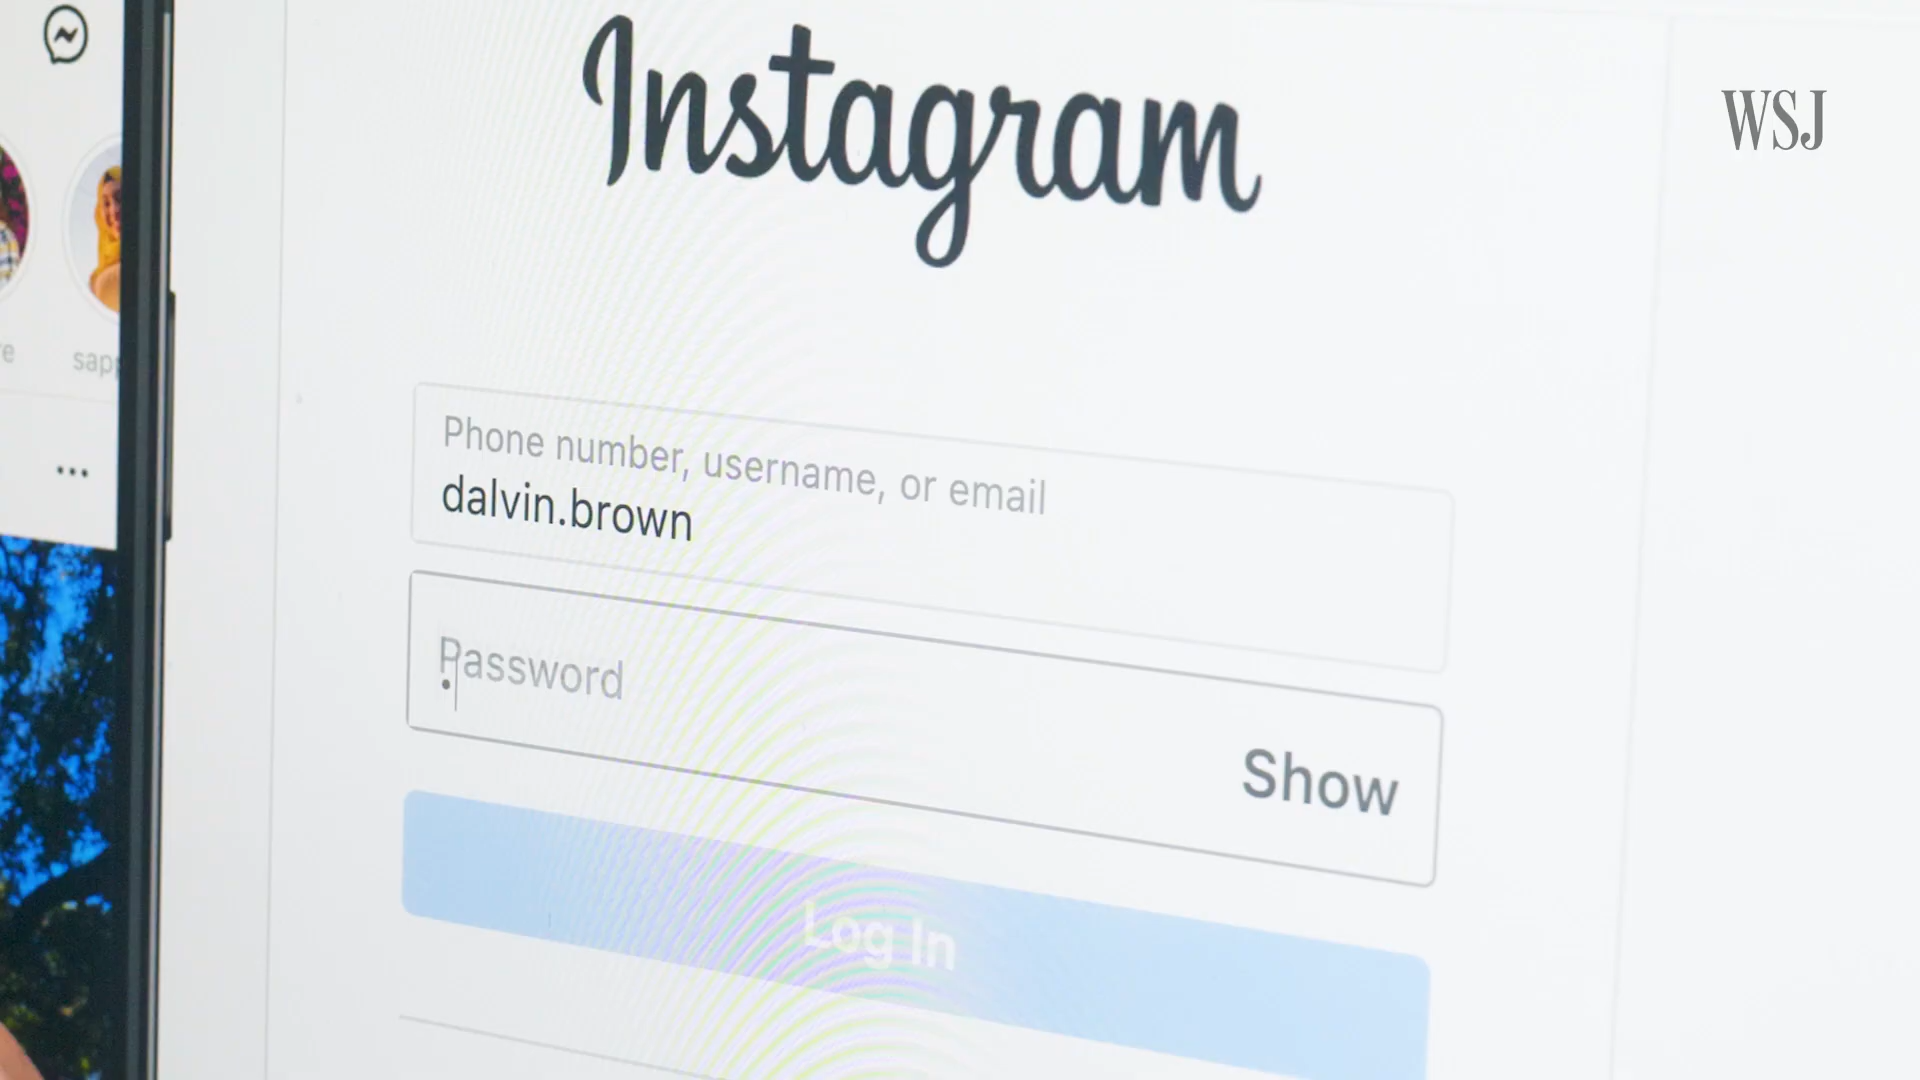 Instagram
WSJ
Phone number, username, or email
dalvin.brown
Password
Show
Log In